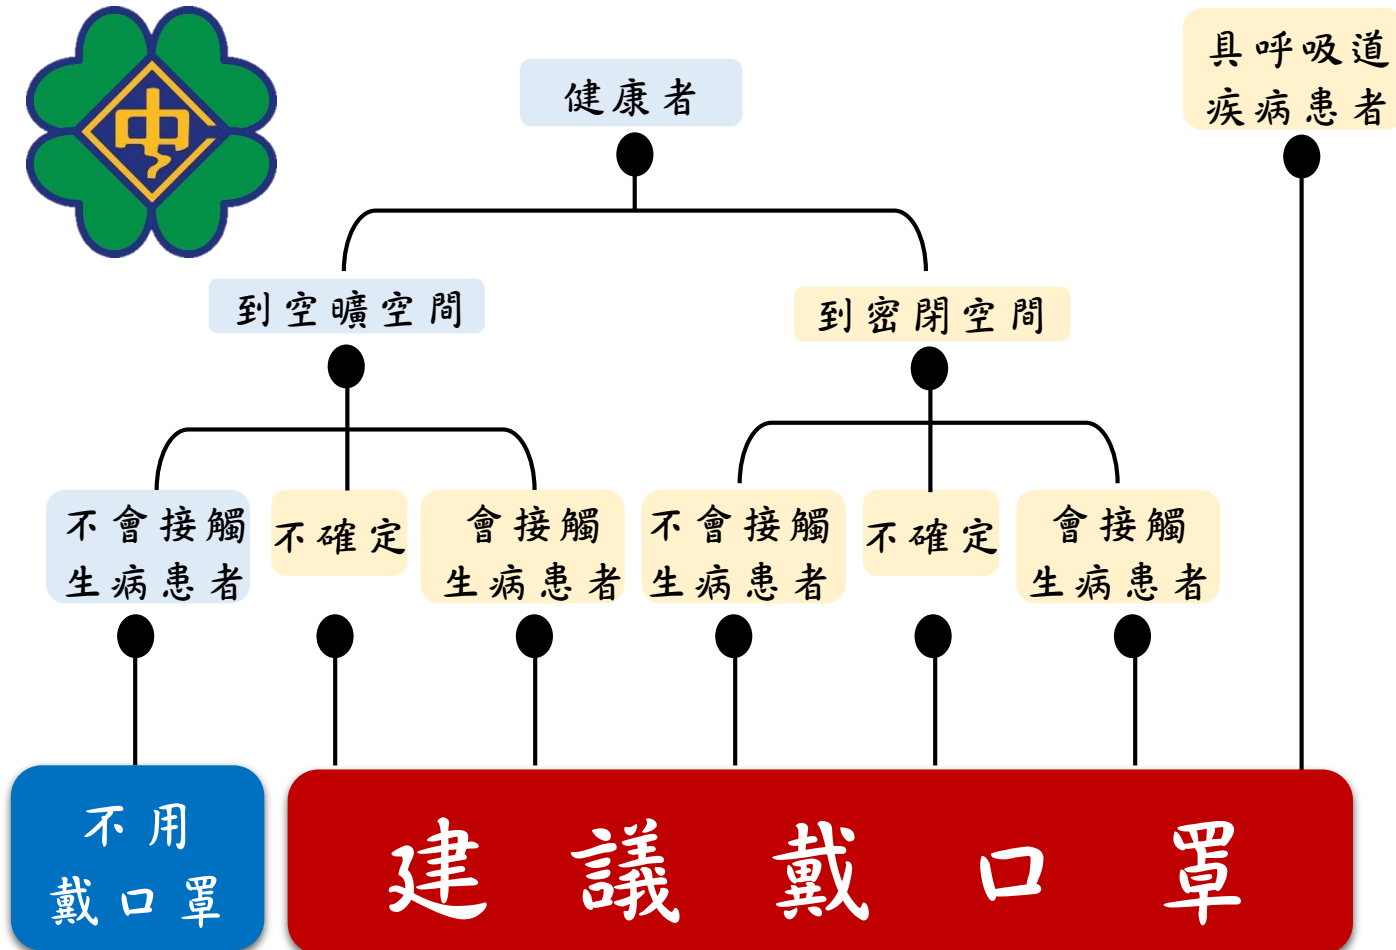 中
健康者
具呼吸道
疾病患者
到空曠空間
到密閉空間
不會接觸
生病患者
不確定
會接觸
生病患者
不會接觸
生病患者
不確定
會接觸
生病患者
不用
戴口罩
建議戴口罩